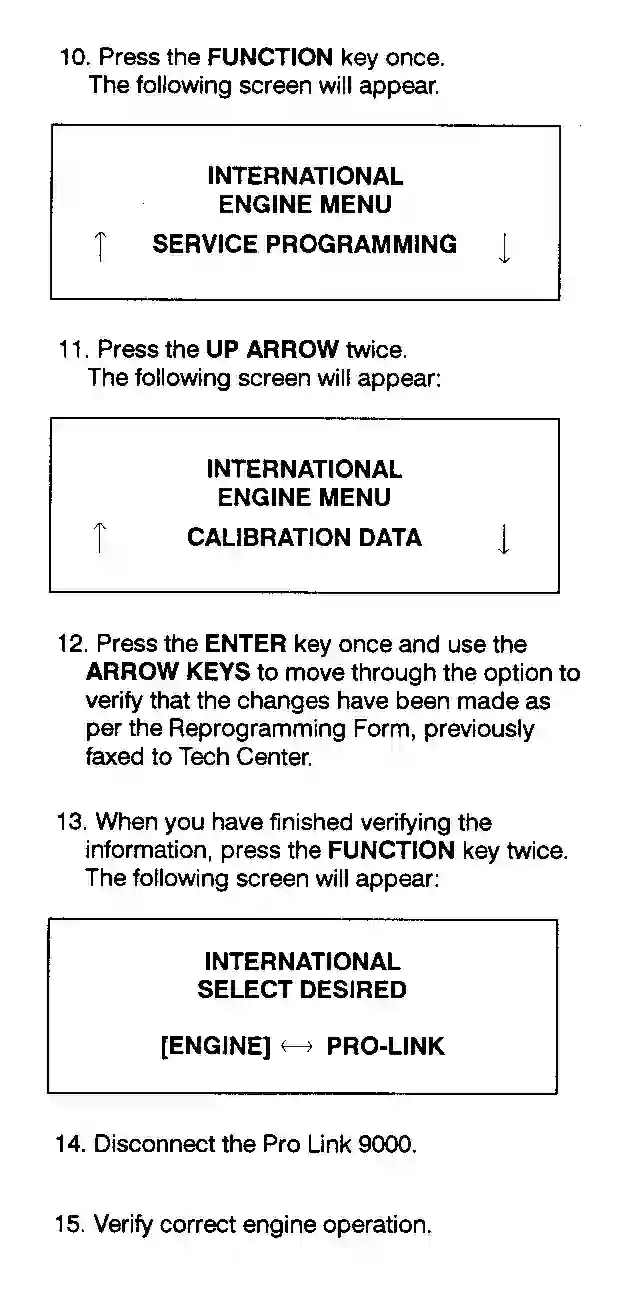 10. Press the FUNCTION key once.
The following screen will appear.
INTERNATIONAL
ENGINE MENU
↑ SERVICE PROGRAMMING ↓
11. Press the UP ARROW twice.
The following screen will appear:
INTERNATIONAL
ENGINE MENU
↑ CALIBRATION DATA ↓
12. Press the ENTER key once and use the
ARROW KEYS to move through the option to
verify that the changes have been made as
per the Reprogramming Form, previously
faxed to Tech Center.
13. When you have finished verifying the
information, press the FUNCTION key twice.
The following screen will appear:
INTERNATIONAL
SELECT DESIRED
[ENGINE] ↔ PRO-LINK
14. Disconnect the Pro Link 9000.
15. Verify correct engine operation.